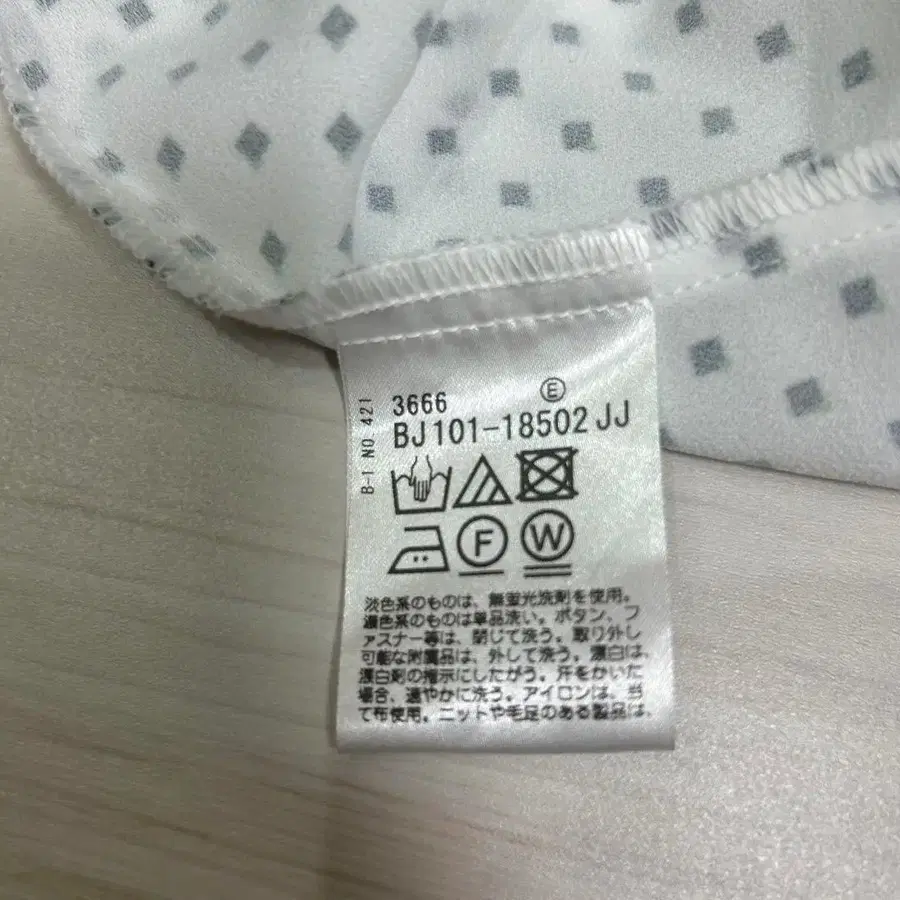 B-1 NO 421
3666 Ⓔ
BJ101-18502 JJ
F W
淡色系のものは、無蛍光洗剤を使用。
濃色系のものは単品洗い。ボタン、フ
ァスナー等は、閉じて洗う。取り外し
可能な附属品は、外して洗う。漂白は、
漂白剤の指示にしたがう。汗をかいた
場合、速やかに洗う。アイロンは、当
て布使用。ニットや毛足のある製品は、